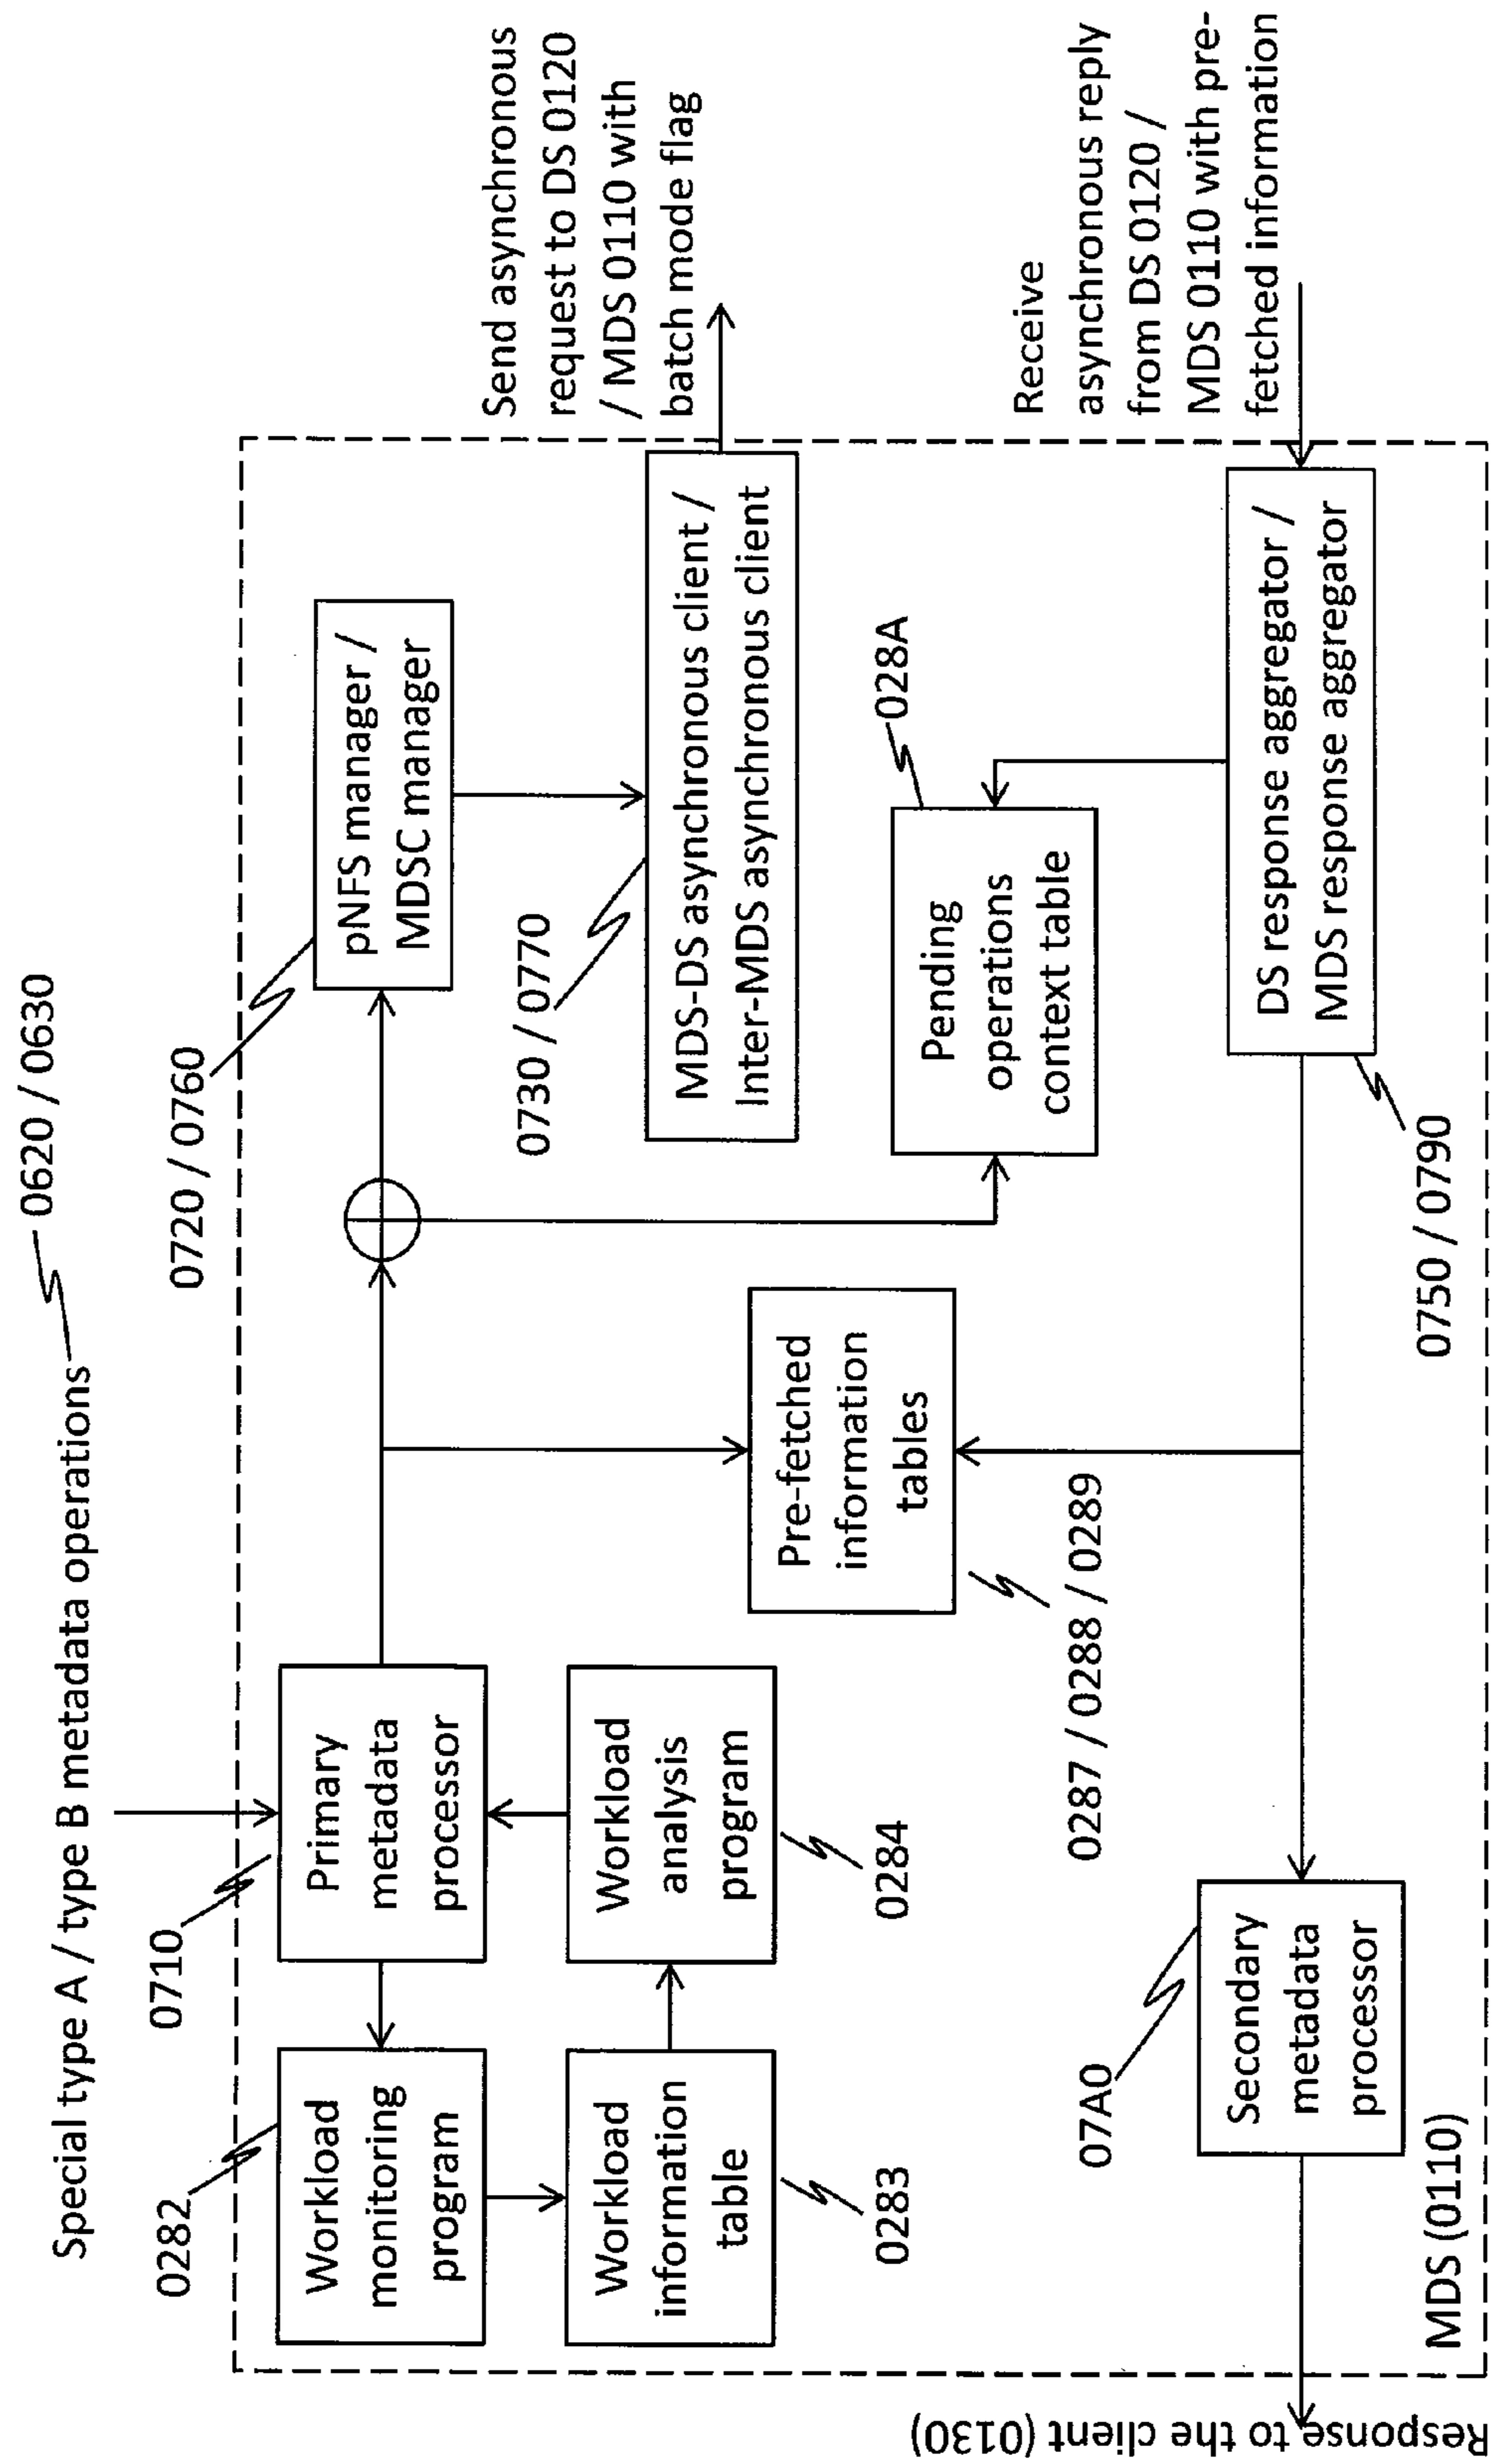 Special type A / type B metadata operations
0620 / 0630
0282
0710
0720 / 0760
Workload
monitoring
program
Primary
metadata
processor
pNFS manager /
MDSC manager
Send asynchronous
request to DS 0120
/ MDS 0110 with
batch mode flag
0730 / 0770
Workload
information
table
Workload
analysis
program
MDS-DS asynchronous client /
Inter-MDS asynchronous client
0283
0284
Pre-fetched
information
tables
028A
Pending
operations
context table
0287 / 0288 / 0289
Receive
asynchronous reply
from DS 0120 /
MDS 0110 with pre-
fetched information
07A0
Secondary
metadata
processor
DS response aggregator /
MDS response aggregator
0750 / 0790
MDS (0110)
Response to the client (0130)